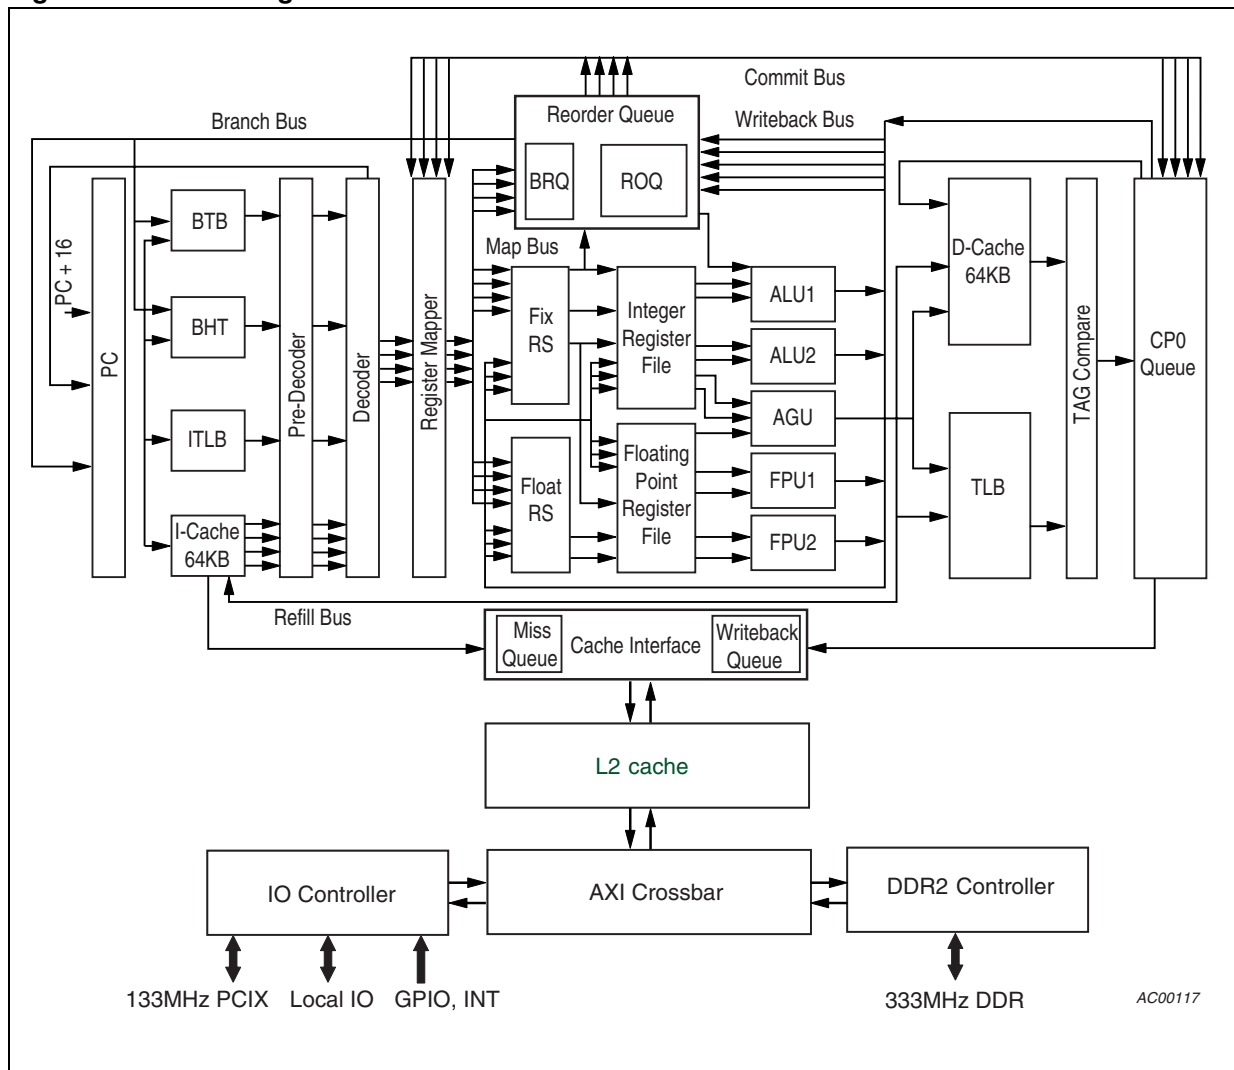 Commit Bus
Reorder Queue
Branch Bus
Writeback Bus
BRQ
ROQ
Map Bus
PC + 16
PC
BTB
BHT
ITLB
I-Cache
64KB
Pre-Decoder
Decoder
Register Mapper
Fix
RS
Float
RS
Integer
Register
File
Floating
Point
Register
File
ALU1
ALU2
AGU
FPU1
FPU2
D-Cache
64KB
TLB
TAG Compare
CP0
Queue
Refill Bus
Miss
Queue
Cache Interface
Writeback
Queue
L2 cache
IO Controller
AXI Crossbar
DDR2 Controller
133MHz PCIX
Local IO
GPIO, INT
333MHz DDR
AC00117